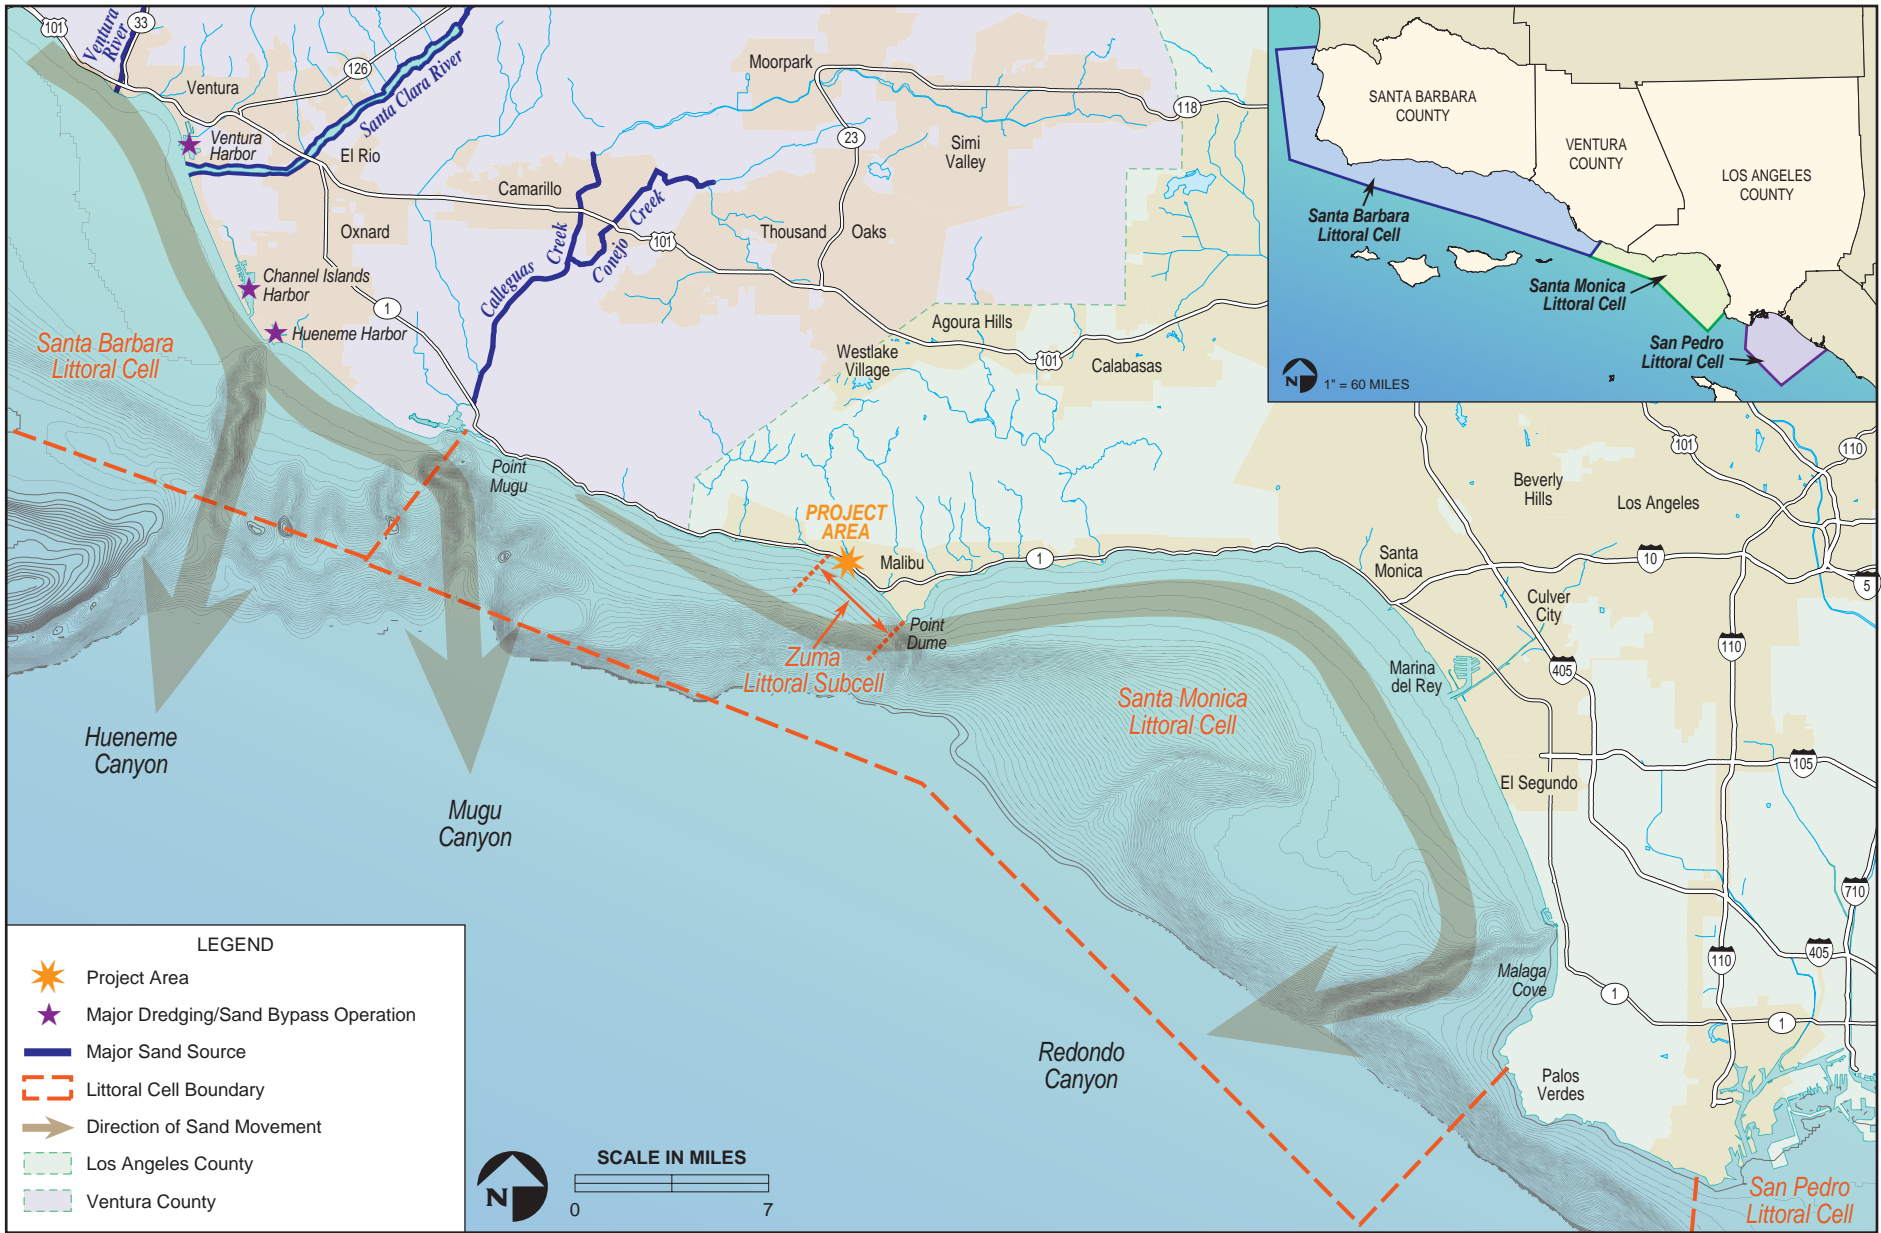 101
33
Ventura
River
126
Santa Clara River
Ventura
Ventura
Harbor
El Rio
Moorpark
118
23
Simi
Valley
Camarillo
Creek
Calleguas
Conejo
Creek
101
Thousand Oaks
Oxnard
Channel Islands
Harbor
1
Hueneme Harbor
Agoura Hills
Westlake
Village
101
Calabasas
Santa Barbara
Littoral Cell
Point
Mugu
PROJECT
AREA
Malibu
1
Zuma
Littoral Subcell
Point
Dume
Santa Monica
Littoral Cell
Hueneme
Canyon
Mugu
Canyon
Redondo
Canyon
101
110
Beverly
Hills
Los Angeles
Santa
Monica
10
5
Culver
City
110
405
Marina
del Rey
105
El Segundo
710
405
110
Malaga
Cove
1
1
Palos
Verdes
San Pedro
Littoral Cell
SANTA BARBARA
COUNTY
VENTURA
COUNTY
LOS ANGELES
COUNTY
Santa Barbara
Littoral Cell
Santa Monica
Littoral Cell
San Pedro
Littoral Cell
N
1" = 60 MILES
LEGEND
Project Area
Major Dredging/Sand Bypass Operation
Major Sand Source
Littoral Cell Boundary
Direction of Sand Movement
Los Angeles County
Ventura County
N
SCALE IN MILES
0 7